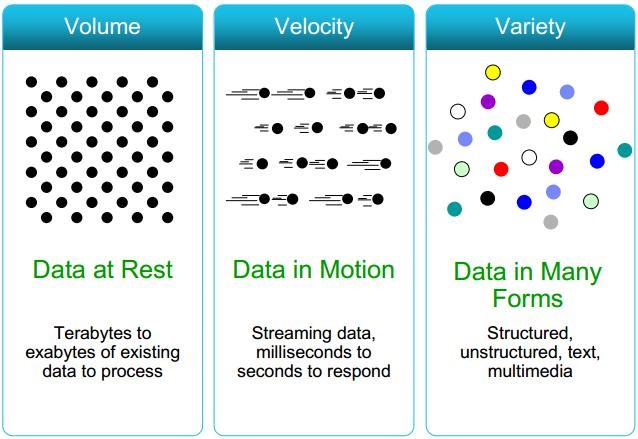 Volume
Data at Rest
Terabytes to
exabytes of existing
data to process
Velocity
Data in Motion
Streaming data,
milliseconds to
seconds to respond
Variety
Data in Many
Forms
Structured,
unstructured, text,
multimedia